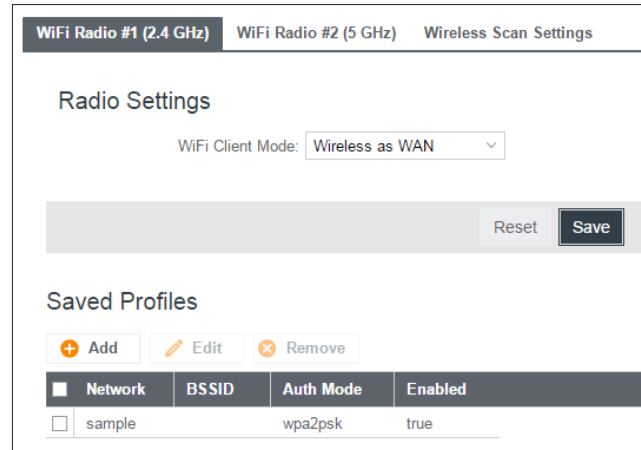 WiFi Radio #1 (2.4 GHz) WiFi Radio #2 (5 GHz) Wireless Scan Settings
Radio Settings
WiFi Client Mode: Wireless as WAN
Reset Save
Saved Profiles
Add Edit Remove
Network BSSID Auth Mode Enabled
sample wpa2psk true